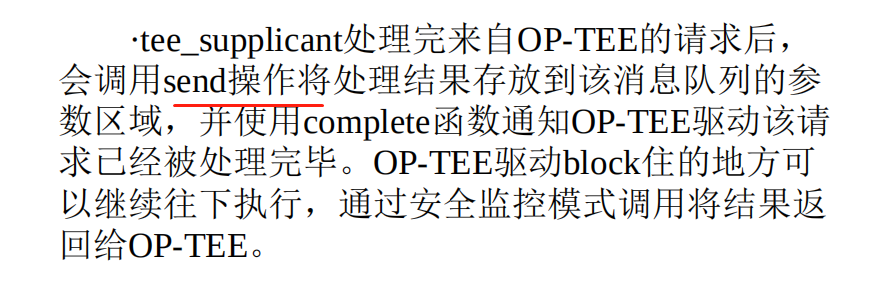 ·tee_supplicant处理完来自OP-TEE的请求后，
会调用send操作将处理结果存放到该消息队列的参
数区域，并使用complete函数通知OP-TEE驱动该请
求已经被处理完毕。OP-TEE驱动block住的地方可
以继续往下执行，通过安全监控模式调用将结果返
回给OP-TEE。